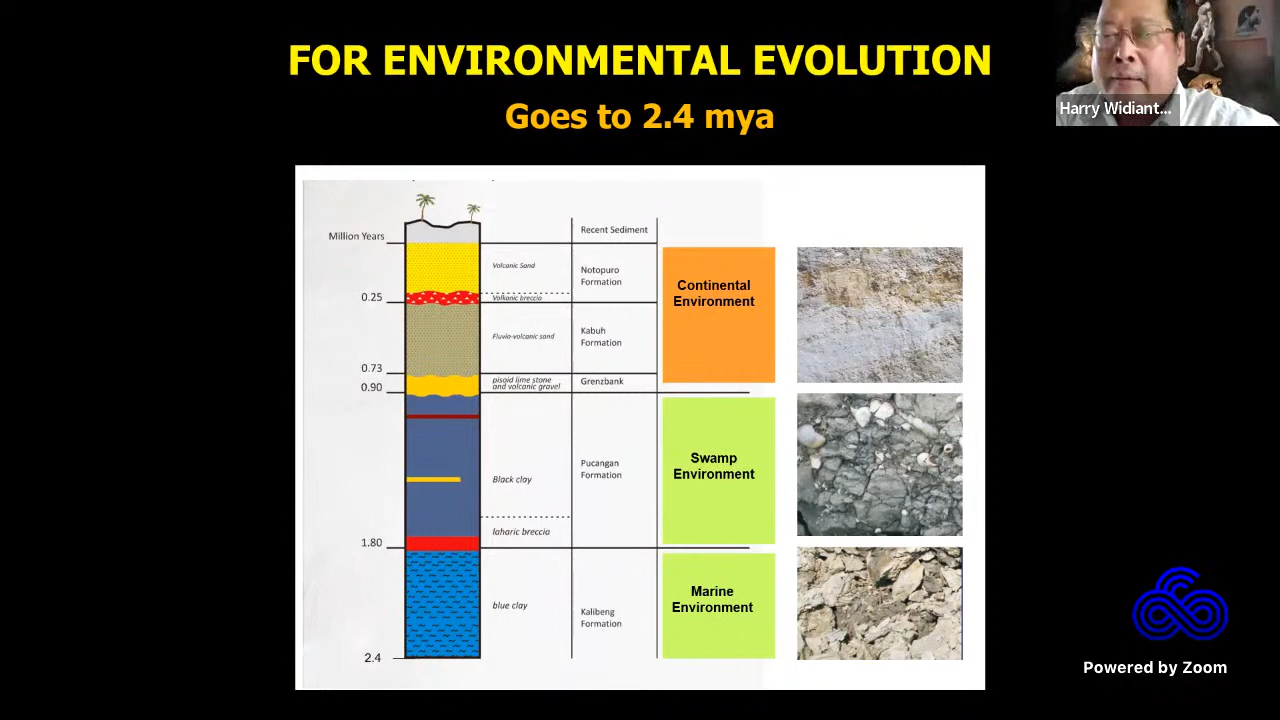 FOR ENVIRONMENTAL EVOLUTION
Goes to 2.4 mya
Harry Widiant...
Million Years
Recent Sediment
Volcanic Sand
Notopuro
Formation
0.25
Volkanic breccia
Fluvio-volcanic sand
Kabuh
Formation
0.73
pisoid lime stone
and volcanic gravel
Grenzbank
0.90
Continental
Environment
Black clay
Pucangan
Formation
Swamp
Environment
laharic breccia
1.80
blue clay
Kalibeng
Formation
Marine
Environment
2.4
Powered by Zoom